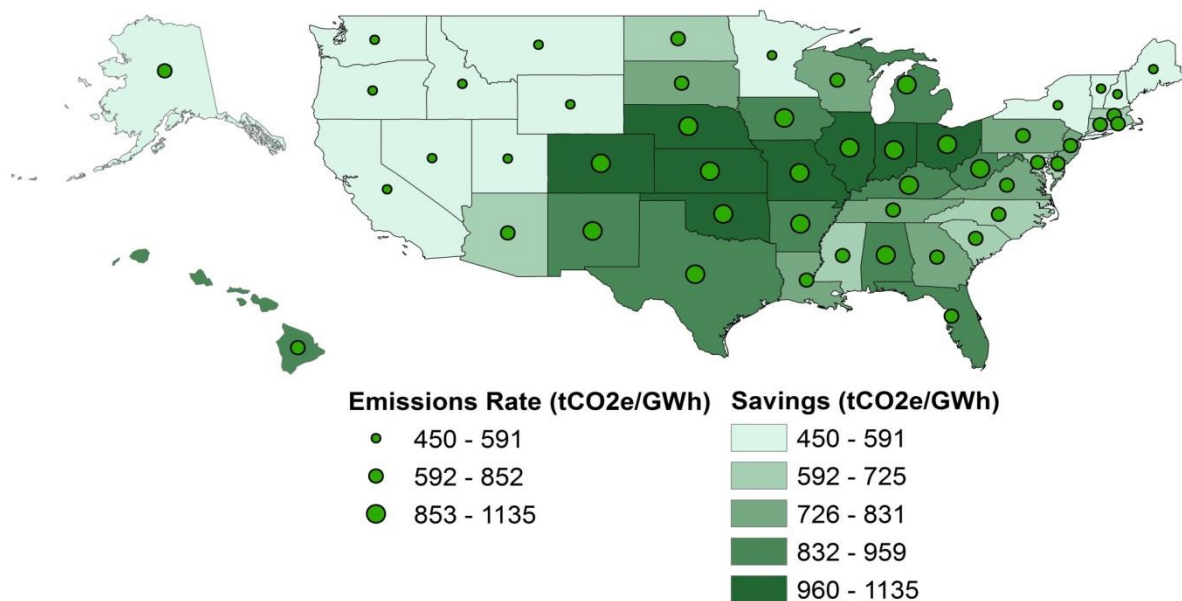 Emissions Rate (tCO2e/GWh)
450 - 591
592 - 852
853 - 1135
Savings (tCO2e/GWh)
450 - 591
592 - 725
726 - 831
832 - 959
960 - 1135